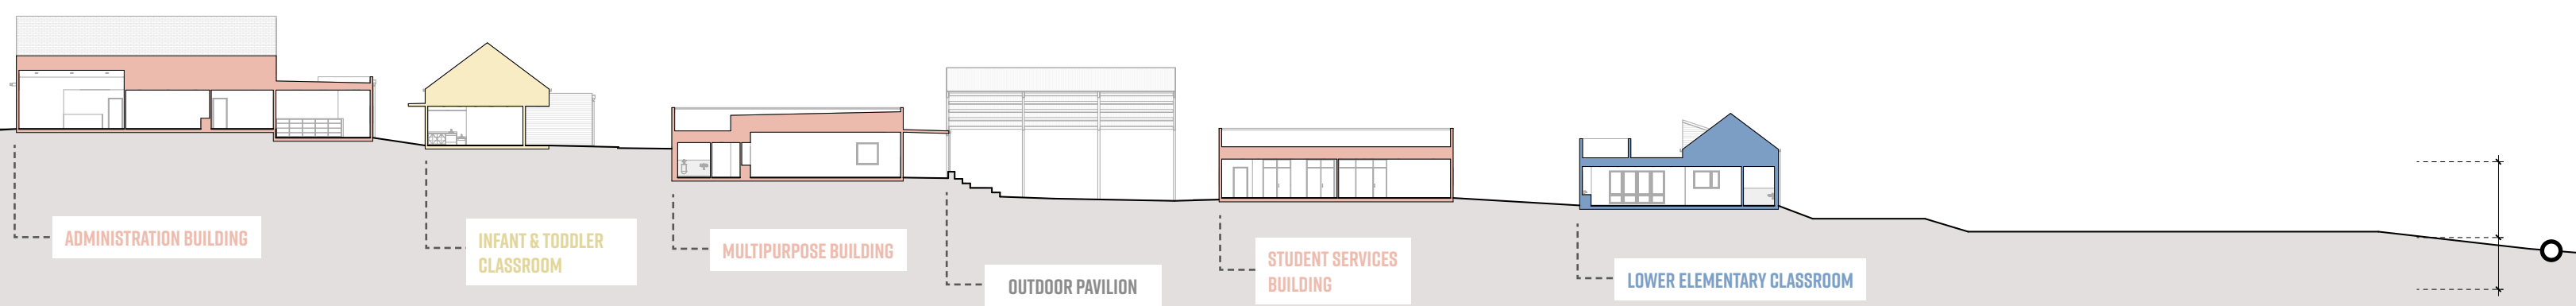 ADMINISTRATION BUILDING
INFANT & TODDLER
CLASSROOM
MULTIPURPOSE BUILDING
OUTDOOR PAVILION
STUDENT SERVICES
BUILDING
LOWER ELEMENTARY CLASSROOM